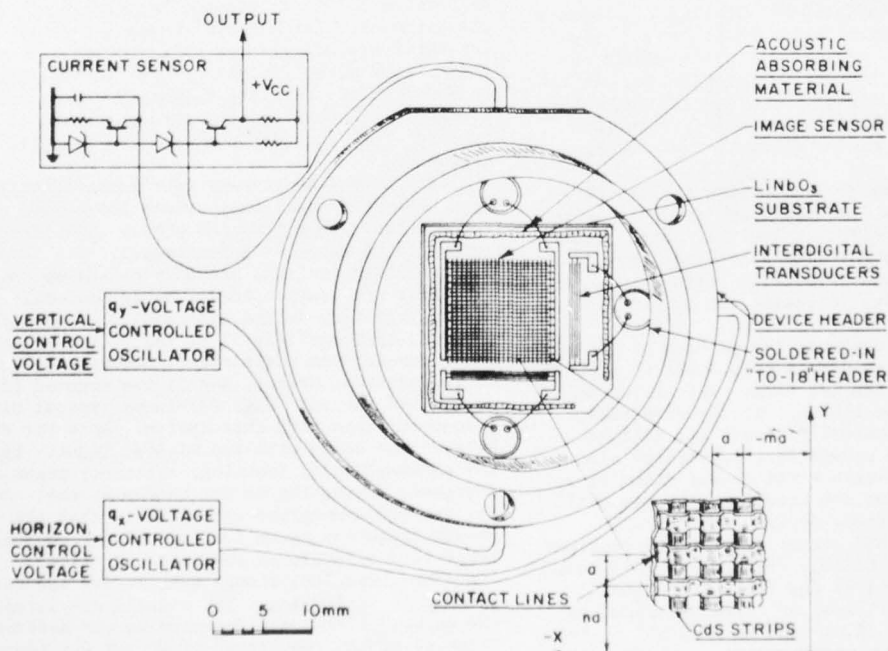 OUTPUT
CURRENT SENSOR
+VCC
ACOUSTIC
ABSORBING
MATERIAL
IMAGE SENSOR
LiNbO3
SUBSTRATE
INTERDIGITAL
TRANSDUCERS
DEVICE HEADER
SOLDERED-IN
"TO-18" HEADER
VERTICAL
CONTROL
VOLTAGE
qy-VOLTAGE
CONTROLLED
OSCILLATOR
HORIZON
CONTROL
VOLTAGE
qx-VOLTAGE
CONTROLLED
OSCILLATOR
0 5 10mm
Y
a -ma
a
na
CONTACT LINES
-X
CdS STRIPS